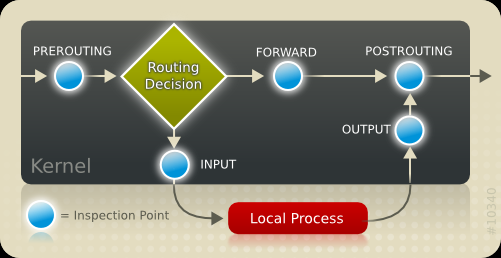 PREROUTING
Routing
Decision
FORWARD
POSTROUTING
OUTPUT
INPUT
Kernel
= Inspection Point
Local Process
#10340